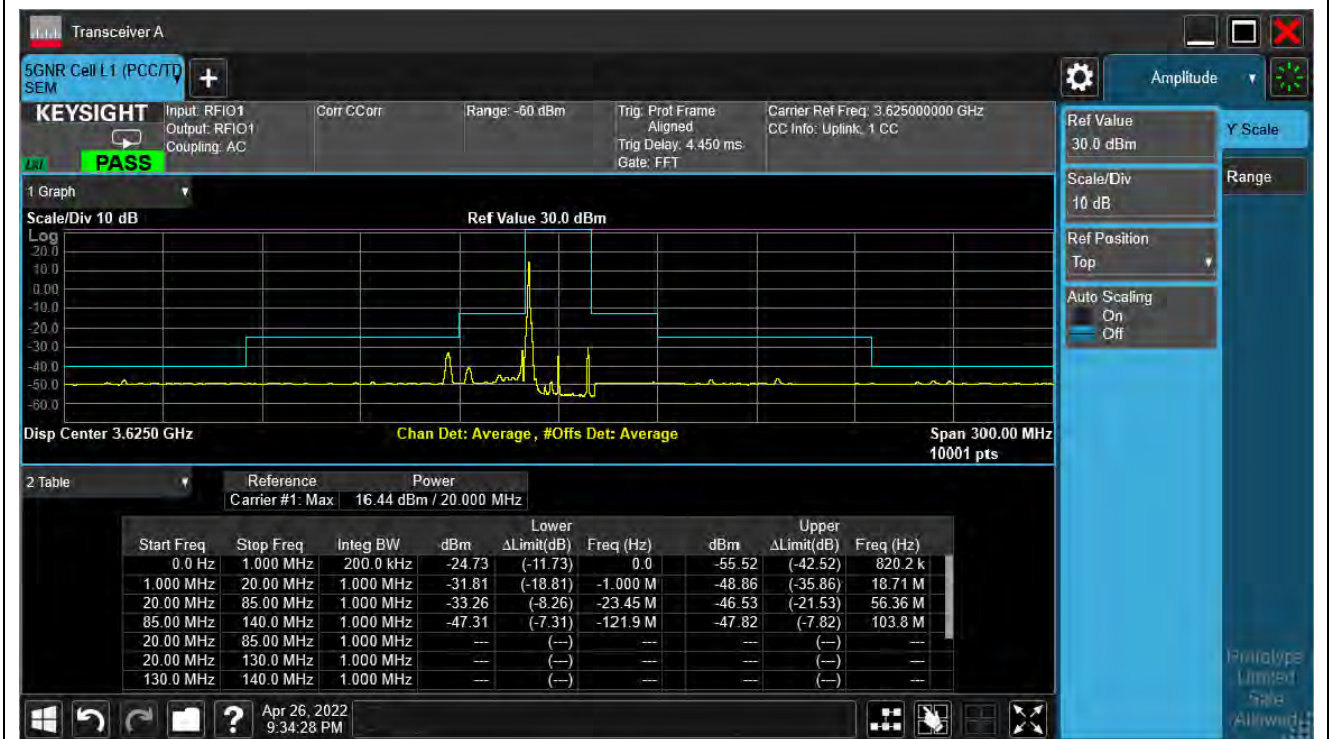 Transceiver A
5GNR Cell L1 (PCC/TD
SEM
+
Amplitude
KEYSIGHT
Input: RFIO1
Output: RFIO1
Coupling: AC
Corr CCorr
Range: -60 dBm
Trig: Prot Frame
Aligned
Trig Delay: 4.450 ms
Gate: FFT
Carrier Ref Freq: 3.625000000 GHz
CC Info: Uplink, 1 CC
PASS
Ref Value
30.0 dBm
Y Scale
Scale/Div
10 dB
Range
Ref Position
Top
Auto Scaling
On
Off
1 Graph
Scale/Div 10 dB
Ref Value 30.0 dBm
Log
20.0
10.0
0.00
-10.0
-20.0
-30.0
-40.0
-50.0
-60.0
Disp Center 3.6250 GHz
Chan Det: Average , #Offs Det: Average
Span 300.00 MHz
10001 pts
2 Table
Reference Power
Carrier #1: Max 16.44 dBm / 20.000 MHz
Lower Upper
Start Freq Stop Freq Integ BW dBm ΔLimit(dB) Freq (Hz) dBm ΔLimit(dB) Freq (Hz)
0.0 Hz 1.000 MHz 200.0 kHz -24.73 (-11.73) 0.0 -55.52 (-42.52) 820.2 k
1.000 MHz 20.00 MHz 1.000 MHz -31.81 (-18.81) -1.000 M -48.86 (-35.86) 18.71 M
20.00 MHz 85.00 MHz 1.000 MHz -33.26 (-8.26) -23.45 M -46.53 (-21.53) 56.36 M
85.00 MHz 140.0 MHz 1.000 MHz -47.31 (-7.31) -121.9 M -47.82 (-7.82) 103.8 M
20.00 MHz 85.00 MHz 1.000 MHz --- (---) --- --- (---) ---
20.00 MHz 130.0 MHz 1.000 MHz --- (---) --- --- (---) ---
130.0 MHz 140.0 MHz 1.000 MHz --- (---) --- --- (---) ---
Prototype
Limited
Sale
Allowed
?
Apr 26, 2022
9:34:28 PM